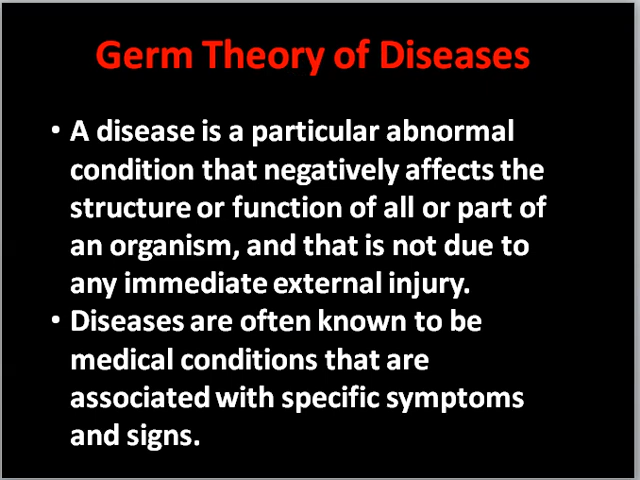 Germ Theory of Diseases
• A disease is a particular abnormal
condition that negatively affects the
structure or function of all or part of
an organism, and that is not due to
any immediate external injury.
• Diseases are often known to be
medical conditions that are
associated with specific symptoms
and signs.